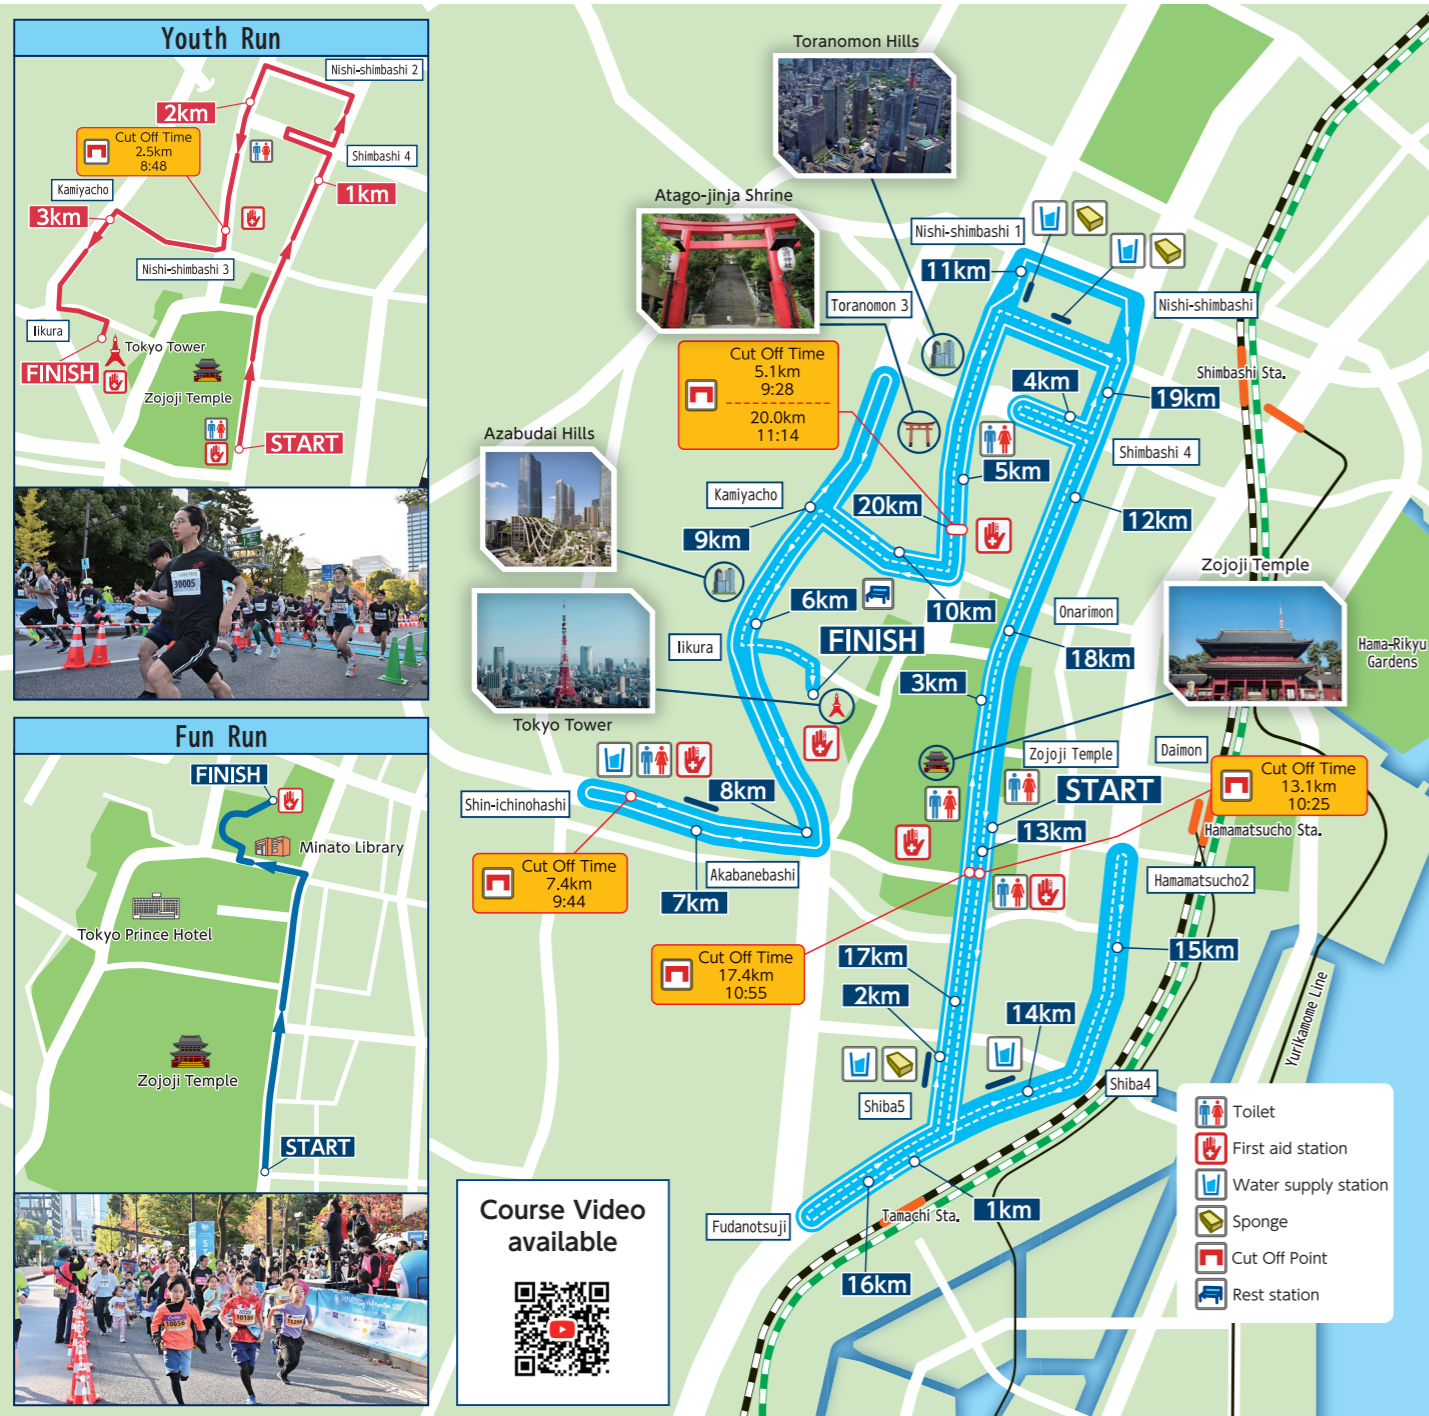 Youth Run
Nishi-shimbashi 2
2km
Cut Off Time
2.5km
8:48
Shimbashi 4
Kamiyacho
1km
3km
Nishi-shimbashi 3
Iikura
Tokyo Tower
FINISH
Zojoji Temple
START
30005
Fun Run
FINISH
Minato Library
Tokyo Prince Hotel
Zojoji Temple
START
Toranomon Hills
Atago-jinja Shrine
Nishi-shimbashi 1
11km
Toranomon 3
Nishi-shimbashi
Cut Off Time
5.1km
9:28
20.0km
11:14
4km
Shimbashi Sta.
19km
Azabudai Hills
Shimbashi 4
5km
Kamiyacho
20km
12km
9km
Zojoji Temple
6km
10km
Onarimon
FINISH
Iikura
18km
Hama-Rikyu
Gardens
3km
Tokyo Tower
Zojoji Temple
Daimon
Cut Off Time
13.1km
10:25
START
8km
Shin-ichinohashi
13km
Hamamatsucho Sta.
Cut Off Time
7.4km
9:44
Akabanebashi
Hamamatsucho2
7km
Cut Off Time
17.4km
10:55
17km
15km
2km
14km
Yurikamome Line
Shiba4
Shiba5
Toilet
First aid station
Water supply station
Sponge
Cut Off Point
Rest station
Course Video
available
Fudanotsuji
Tamachi Sta.
1km
16km